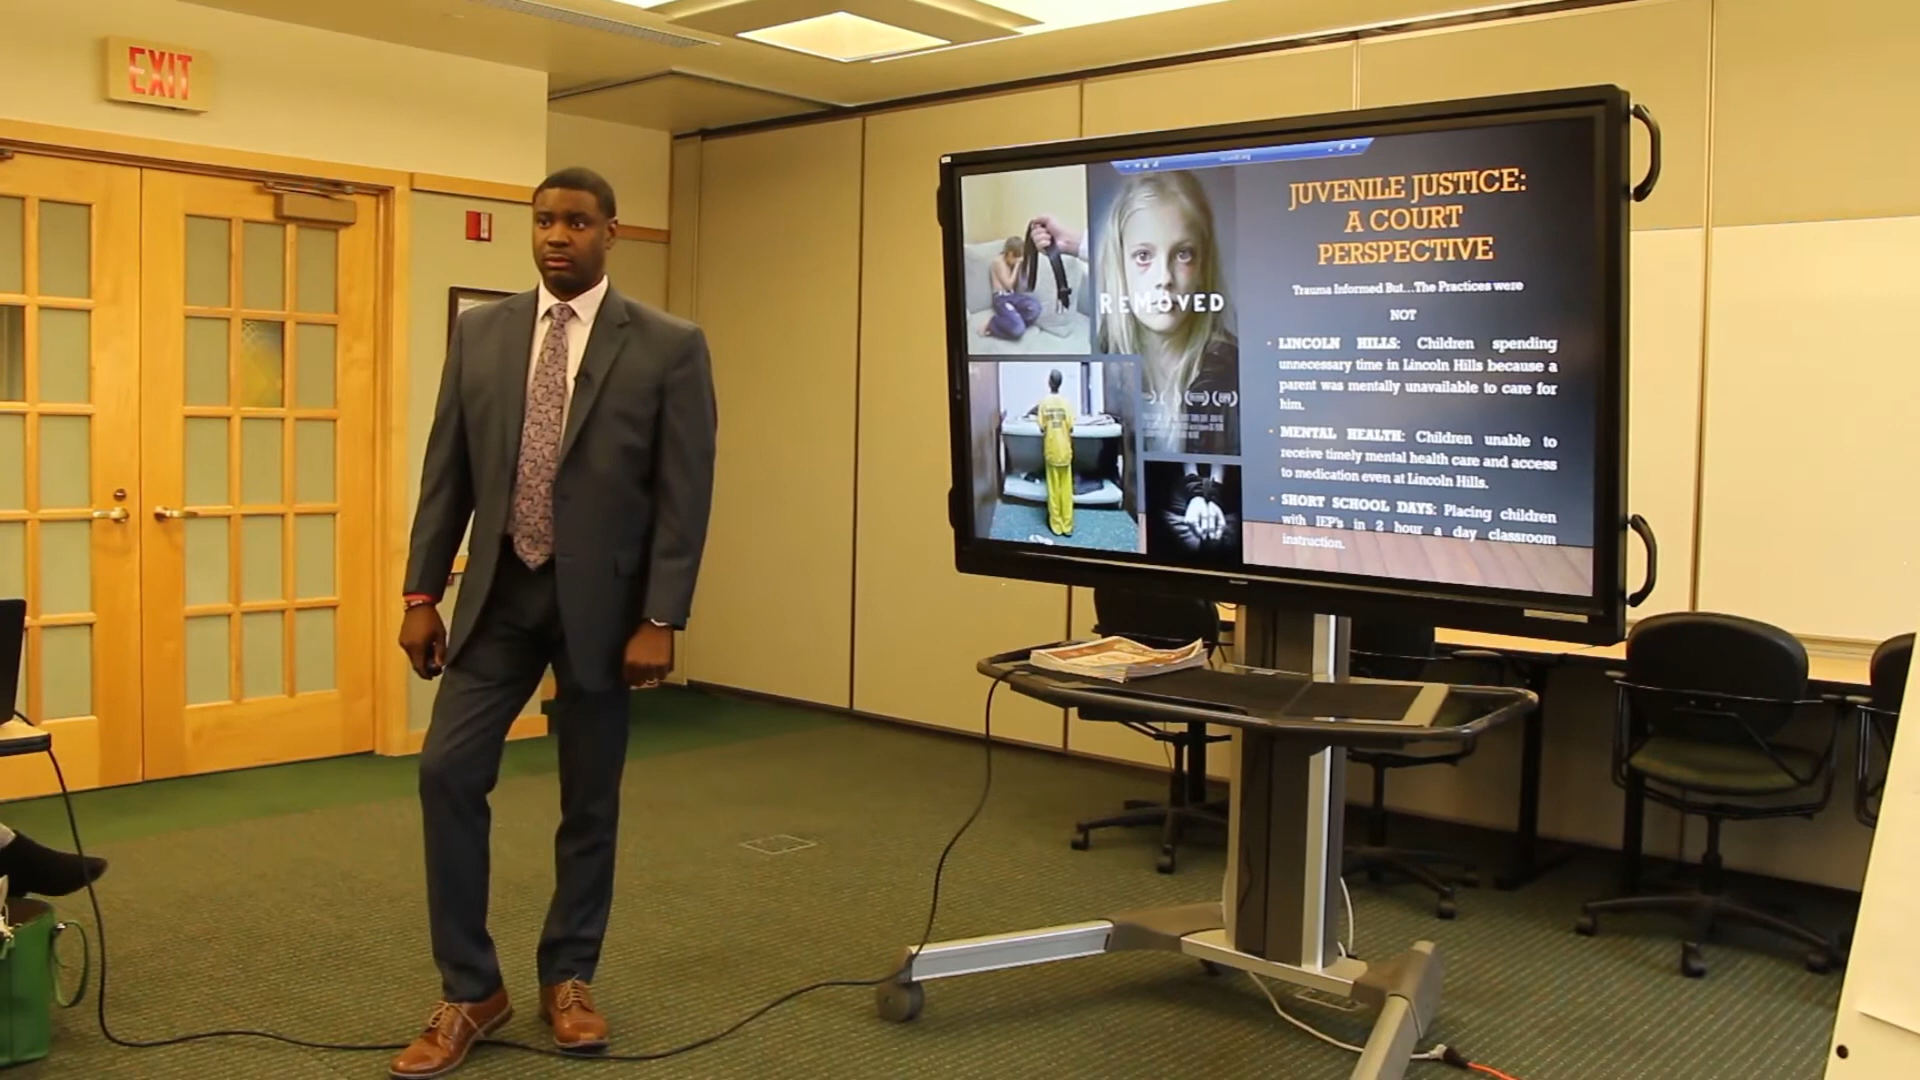 EXIT
REMOVED
JUVENILE JUSTICE:
A COURT
PERSPECTIVE
Trauma Informed But...The Practices were
NOT
• LINCOLN HILLS: Children spending
unnecessary time in Lincoln Hills because a
parent was mentally unavailable to care for
him.
• MENTAL HEALTH: Children unable to
receive timely mental health care and access
to medication even at Lincoln Hills.
• SHORT SCHOOL DAYS: Placing children
with IEP's in 2 hour a day classroom
instruction.